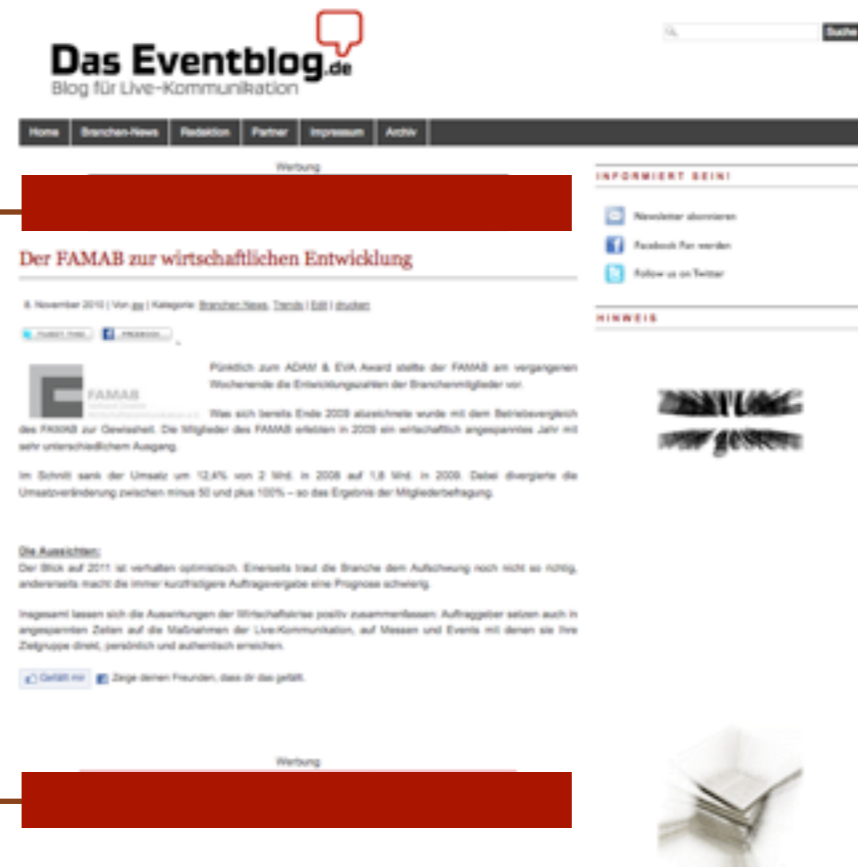 Das Eventblog.de
Blog für Live-Kommunikation
Suche
Home
Branchen-News
Redaktion
Partner
Impressum
Archiv
Werbung
INFORMIERT SEIN!
Newsletter abonnieren
Facebook Fan werden
Follow us on Twitter
HINWEIS
Der FAMAB zur wirtschaftlichen Entwicklung
8. November 2010 | Von | Kategorie: Branchen News, Trends | Edit | drucken
FAMAB
Pünktlich zum ADAM & EVA Award stellte der FAMAB am vergangenen
Wochenende die Entwicklungszahlen der Branchenmitglieder vor.
Was sich bereits Ende 2009 abzeichnete wurde mit dem Betriebsvergleich
des FAMAB zur Gewissheit. Die Mitglieder des FAMAB erlebten in 2009 ein wirtschaftlich angespanntes Jahr mit
sehr unterschiedlichem Ausgang.
Im Schnitt sank der Umsatz um 12,4% von 2 Mrd. in 2008 auf 1,8 Mrd. in 2009. Dabei divergierte die
Umsatzveränderung zwischen minus 50 und plus 100% – so das Ergebnis der Mitgliederbefragung.
Die Aussichten:
Der Blick auf 2011 ist verhalten optimistisch. Einerseits traut die Branche dem Aufschwung noch nicht so richtig,
andererseits macht die immer kurzfristigere Auftragsvergabe eine Prognose schwierig.
Insgesamt lassen sich die Auswirkungen der Wirtschaftskrise positiv zusammenfassen: Auftraggeber setzen auch in
angespannten Zeiten auf die Maßnahmen der Live-Kommunikation, auf Messen und Events mit denen sie ihre
Zielgruppe direkt, persönlich und authentisch erreichen.
Gefällt mir
Zeige deinen Freunden, dass dir das gefällt.
Werbung